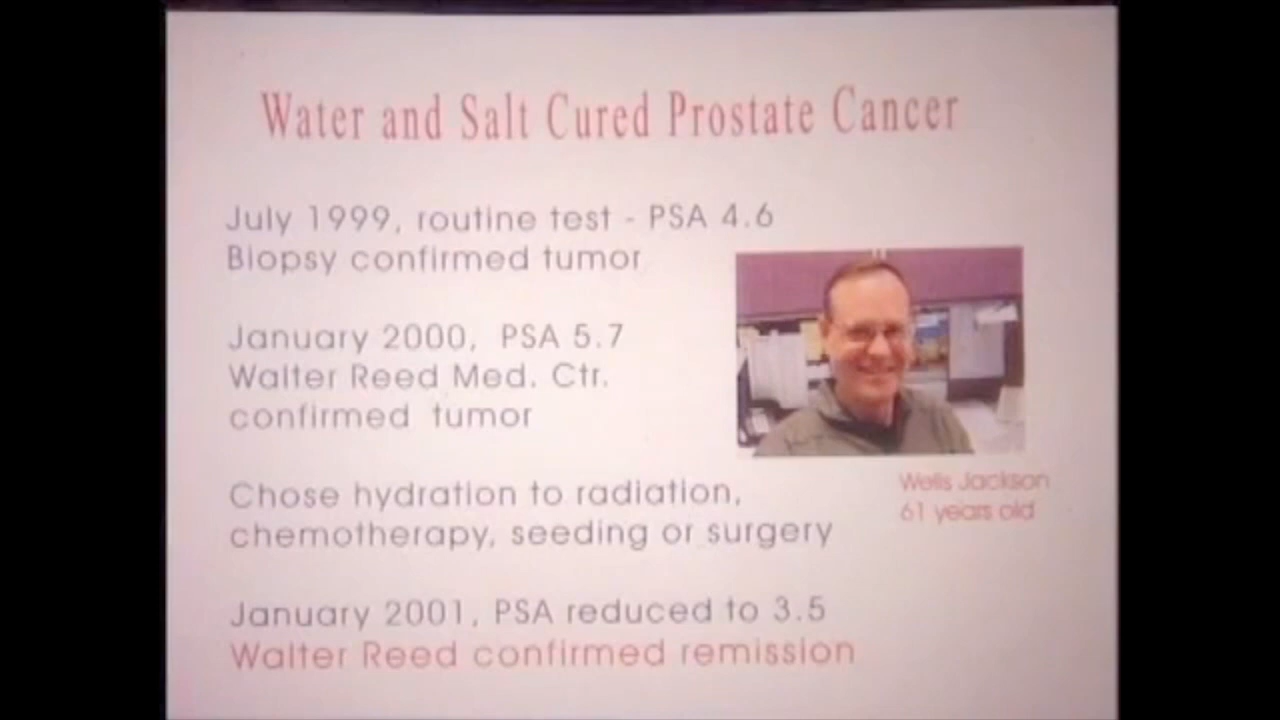 Water and Salt Cured Prostate Cancer
July 1999, routine test - PSA 4.6
Biopsy confirmed tumor
January 2000, PSA 5.7
Walter Reed Med. Ctr.
confirmed tumor
Wells Jackson
61 years old
Chose hydration to radiation,
chemotherapy, seeding or surgery
January 2001, PSA reduced to 3.5
Walter Reed confirmed remission